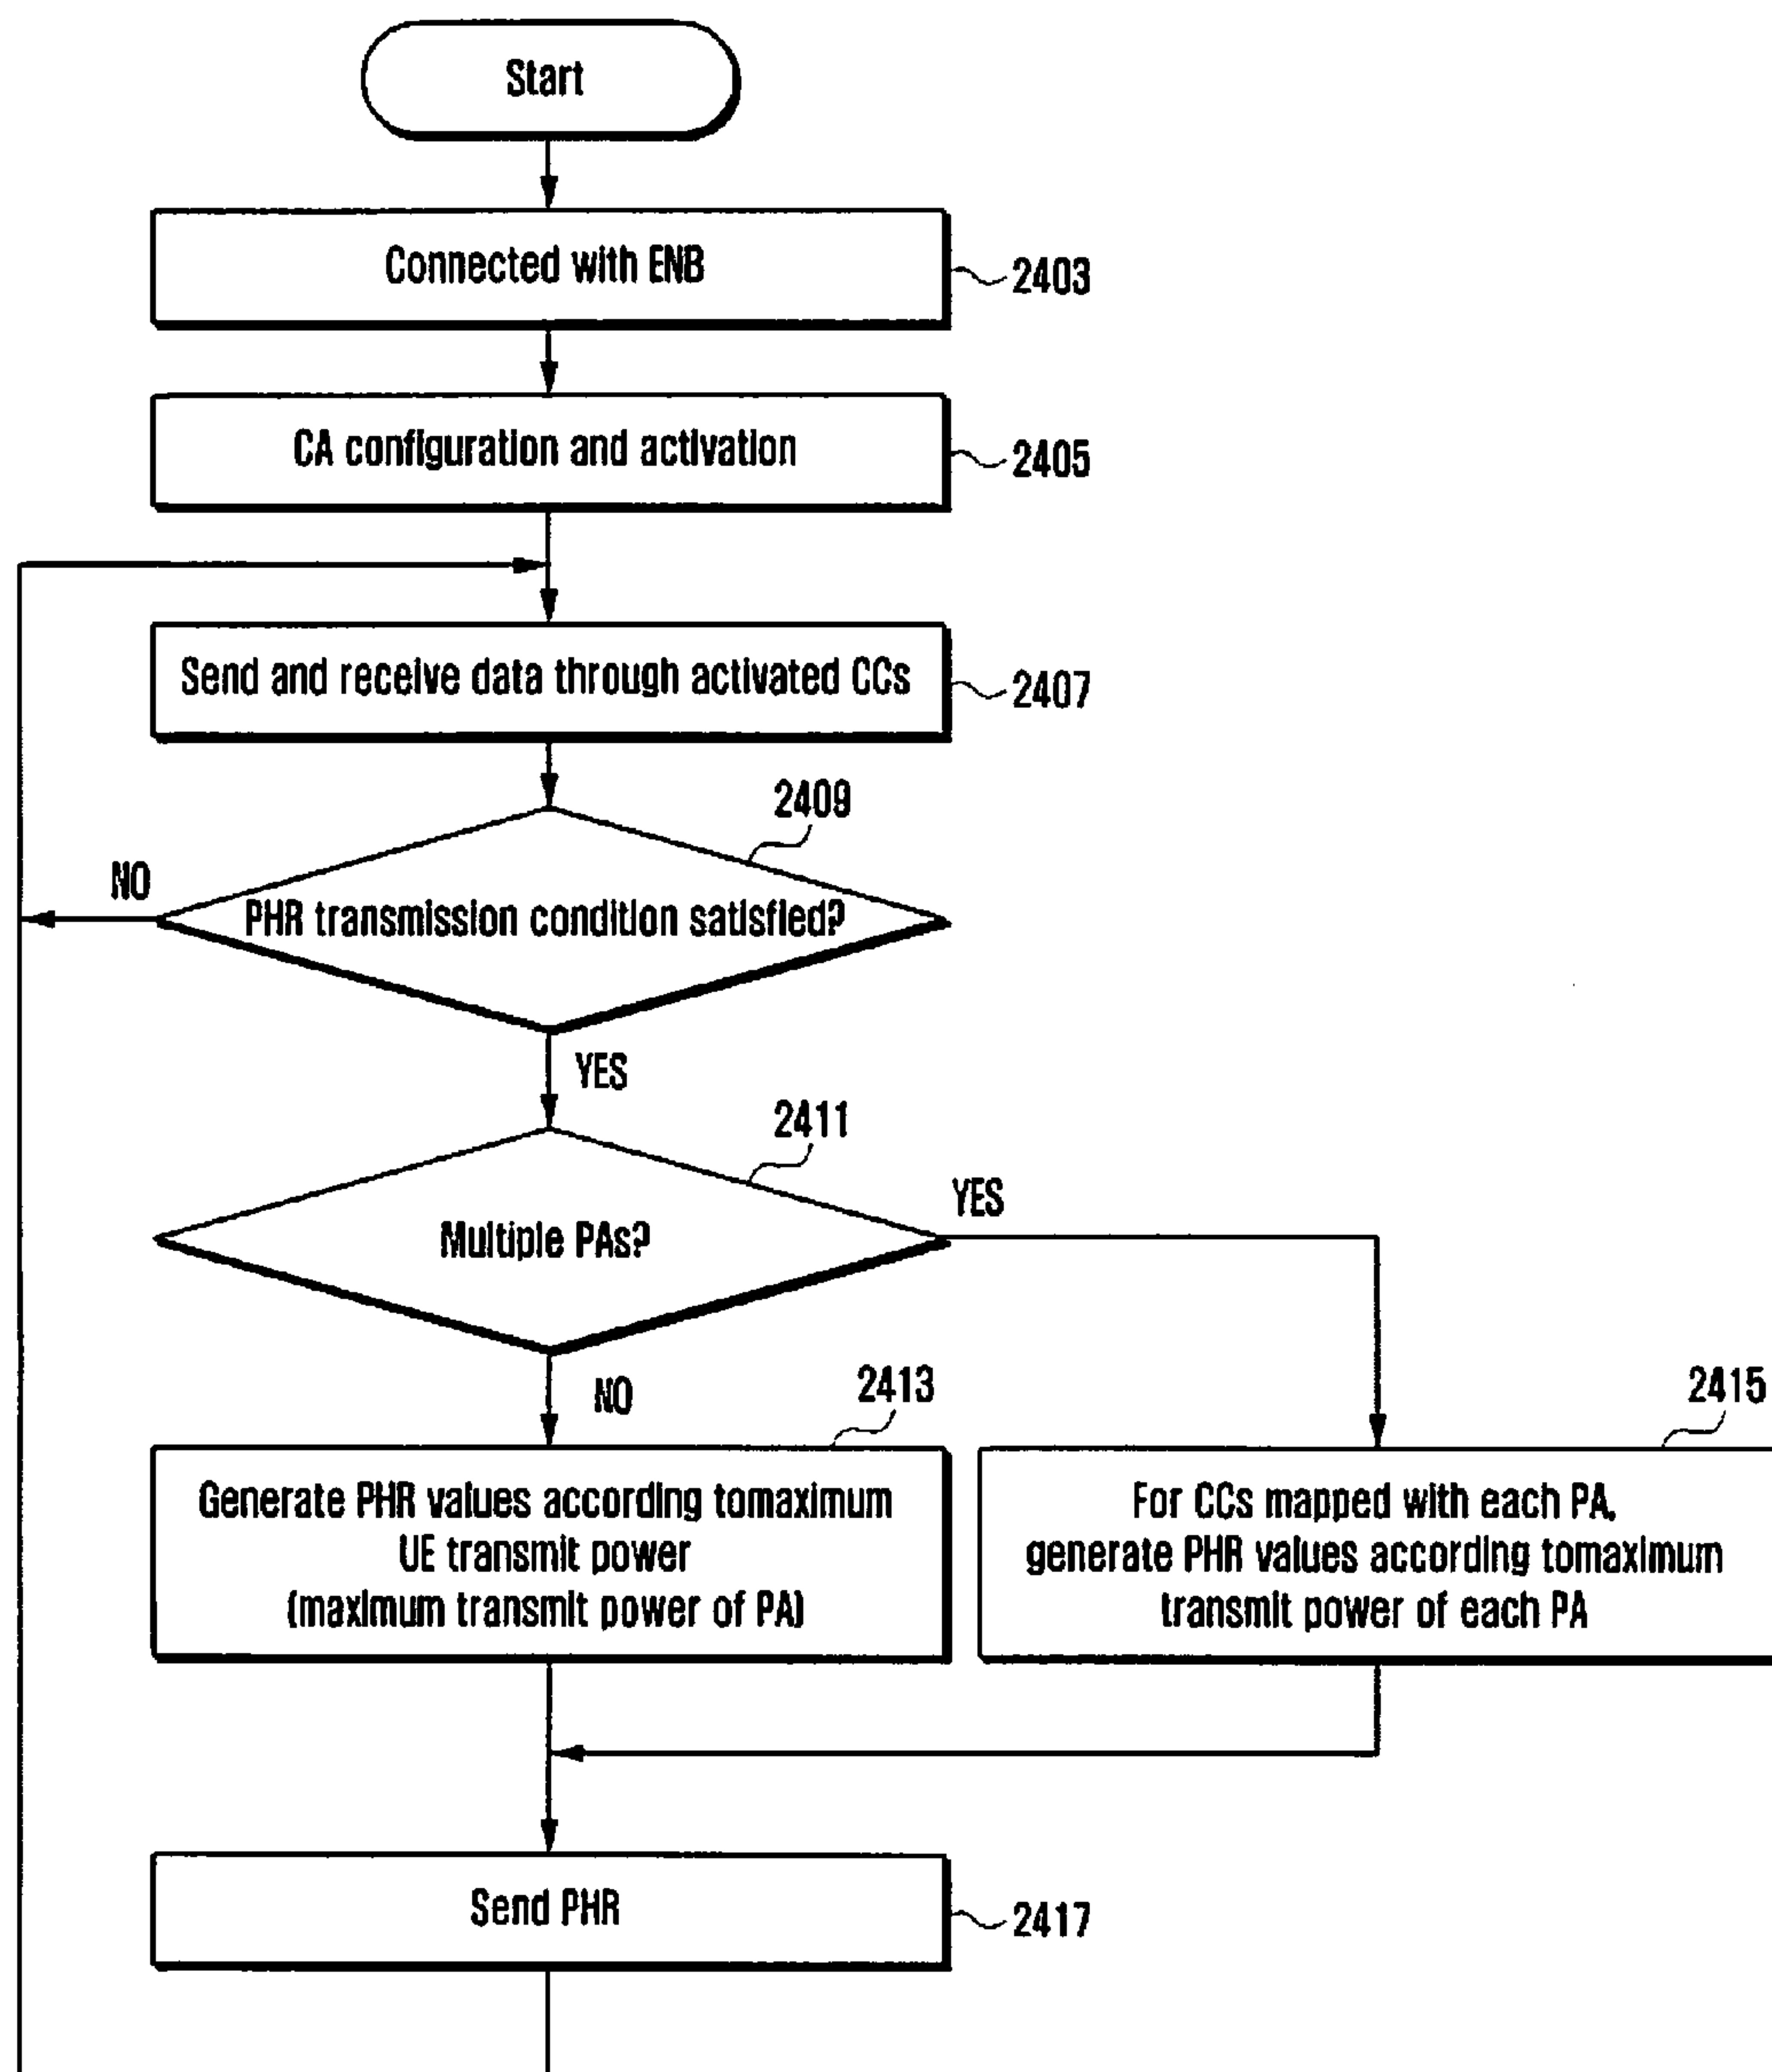 Start
Connected with ENB
2403
CA configuration and activation
2405
Send and receive data through activated CCs
2407
2409
NO
PHR transmission condition satisfied?
YES
2411
YES
Multiple PAs?
NO
2413
2415
Generate PHR values according tomaximum
UE transmit power
(maximum transmit power of PA)
For CCs mapped with each PA,
generate PHR values according tomaximum
transmit power of each PA
Send PHR
2417